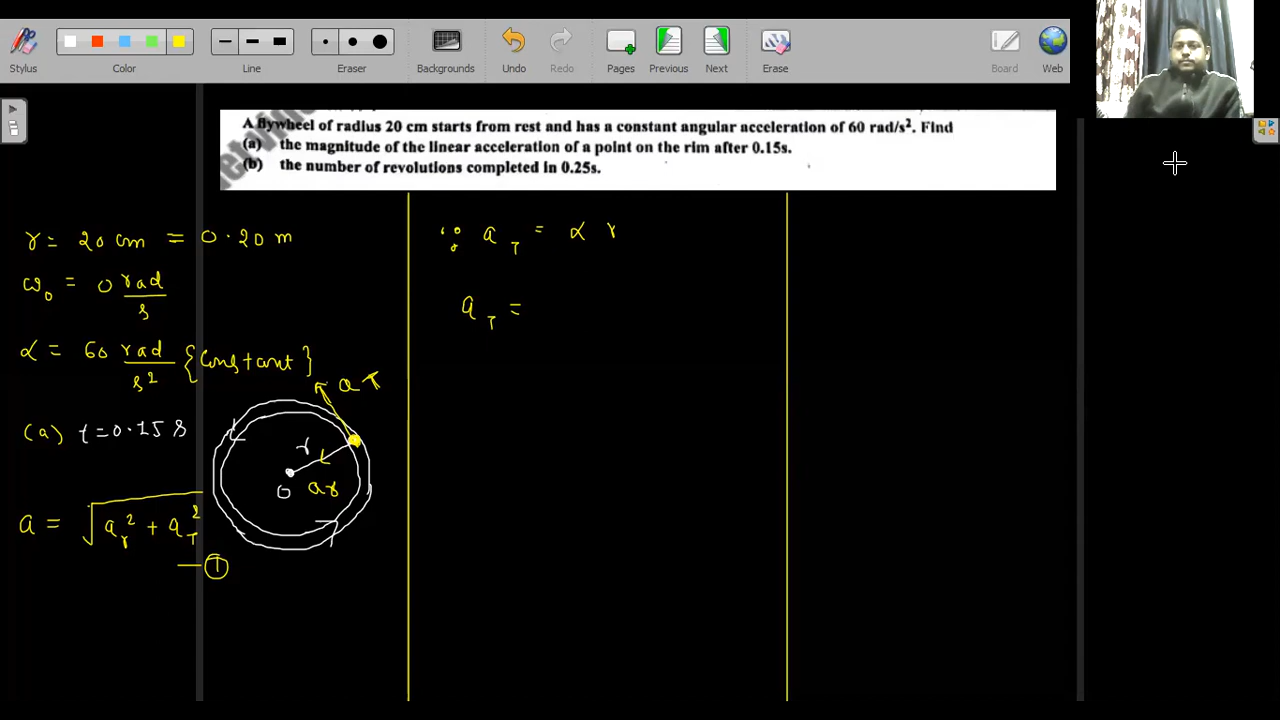 Stylus
Color
Line
Eraser
Backgrounds
Undo
Redo
Pages
Previous
Next
Erase
Board
Web
A flywheel of radius 20 cm starts from rest and has a constant angular acceleration of 60 rad/s². Find
(a) the magnitude of the linear acceleration of a point on the rim after 0.15s.
(b) the number of revolutions completed in 0.25s.
r = 20 cm = 0.20 m
ω₀ = 0 rad/s
α = 60 rad/s² {Constant}
(a) t = 0.15 s
a = √(a_r² + a_T²)
— ①
a_T
r
O
a_r
∵ a_T = α r
a_T =